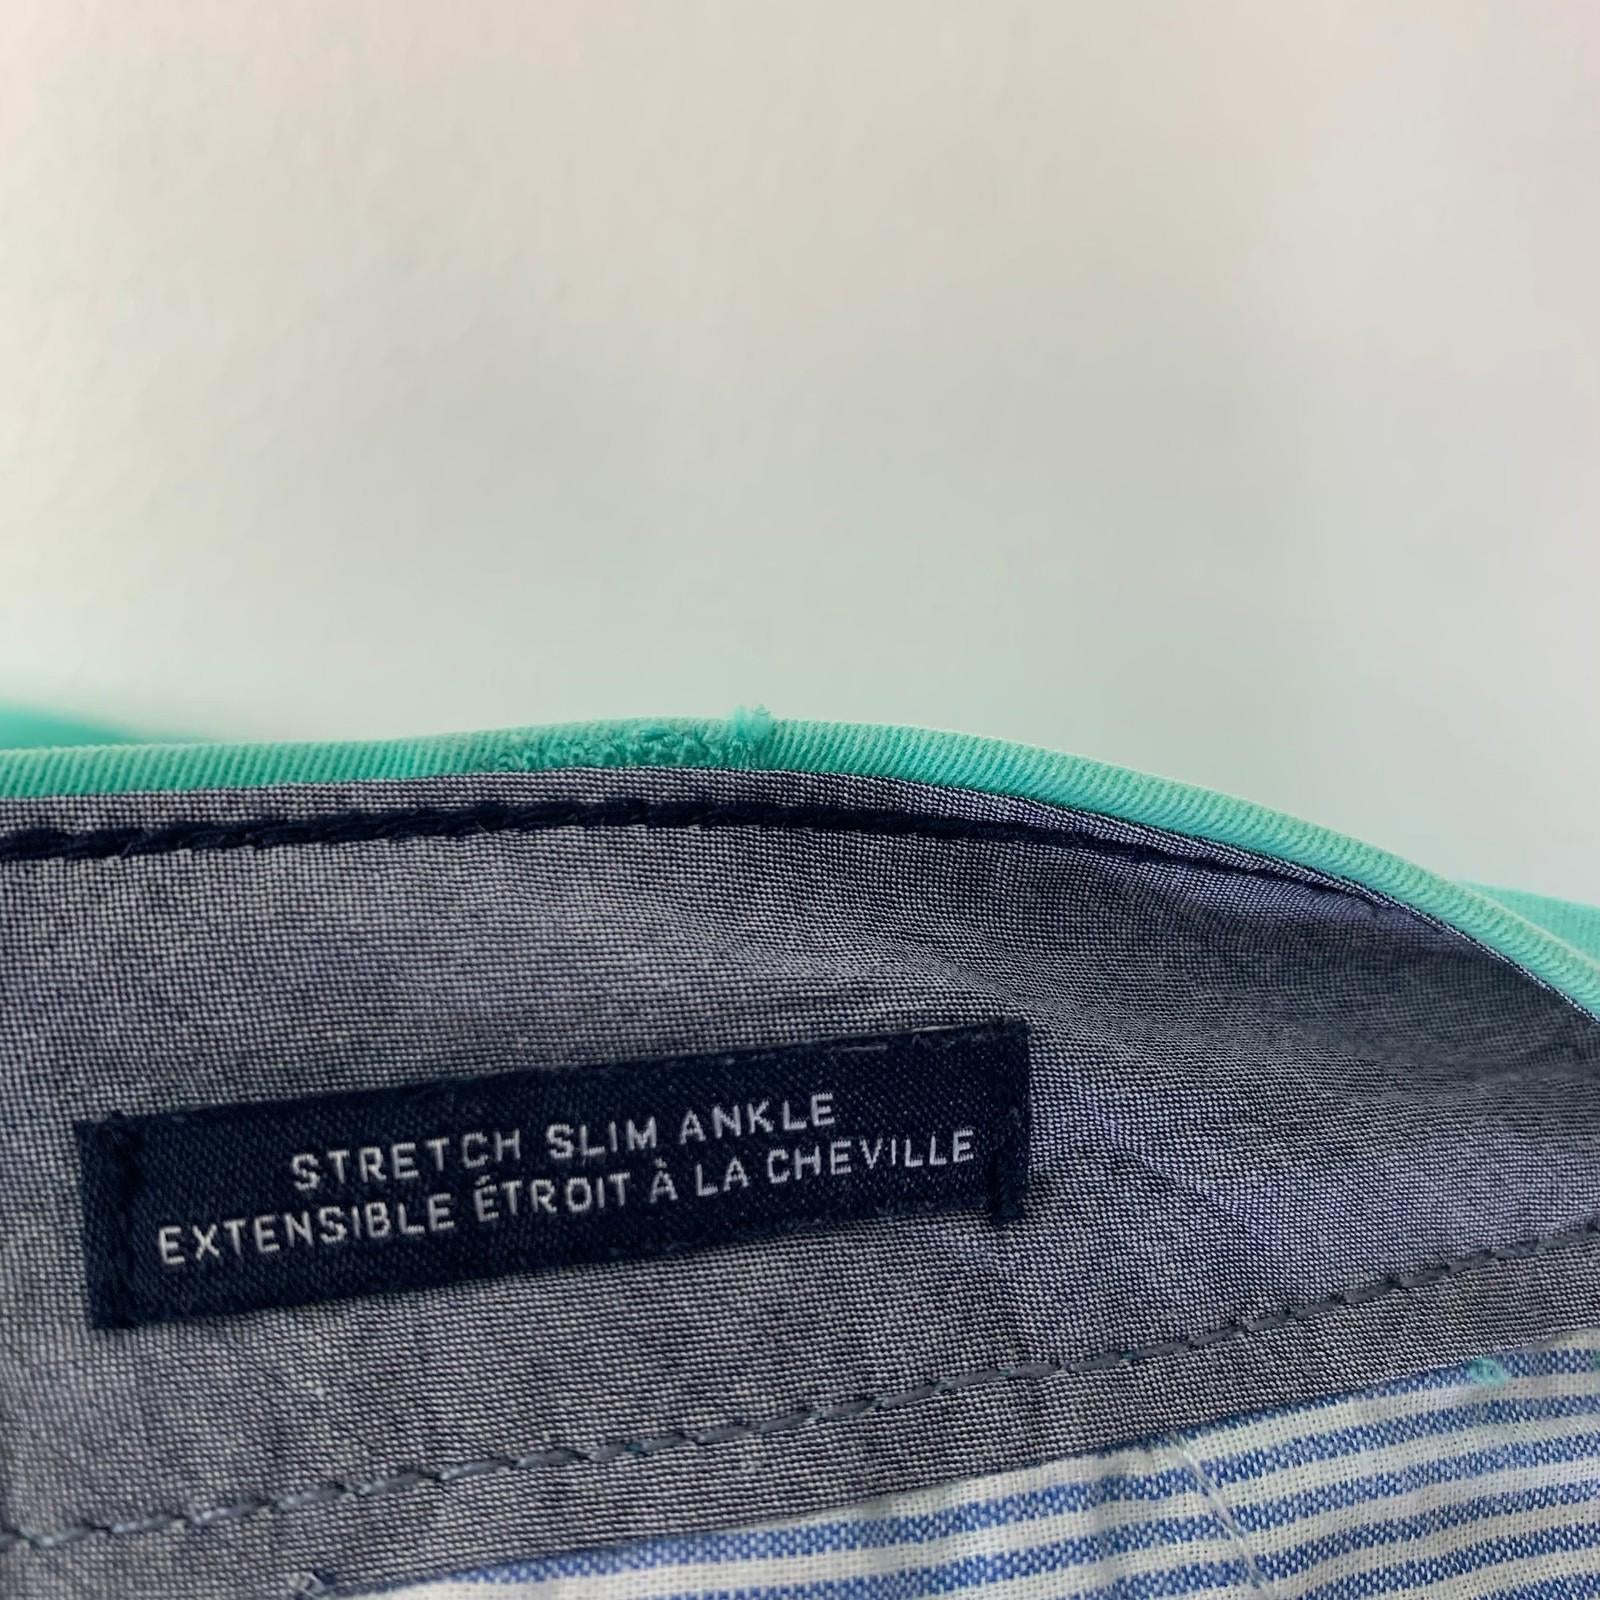 STRETCH SLIM ANKLE
EXTENSIBLE ÉTROIT À LA CHEVILLE